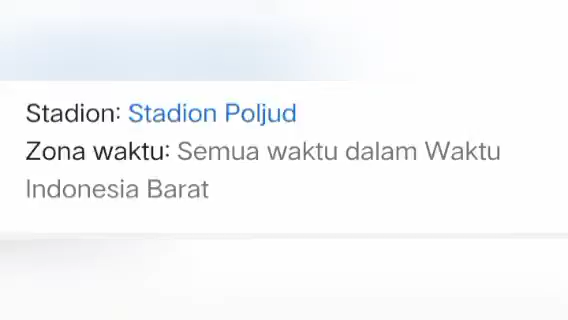 Stadion: Stadion Poljud
Zona waktu: Semua waktu dalam Waktu
Indonesia Barat